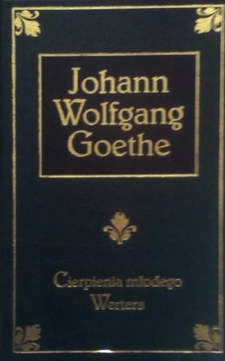 Johann
Wolfgang
Goethe
Cierpienia młodego
Wertera